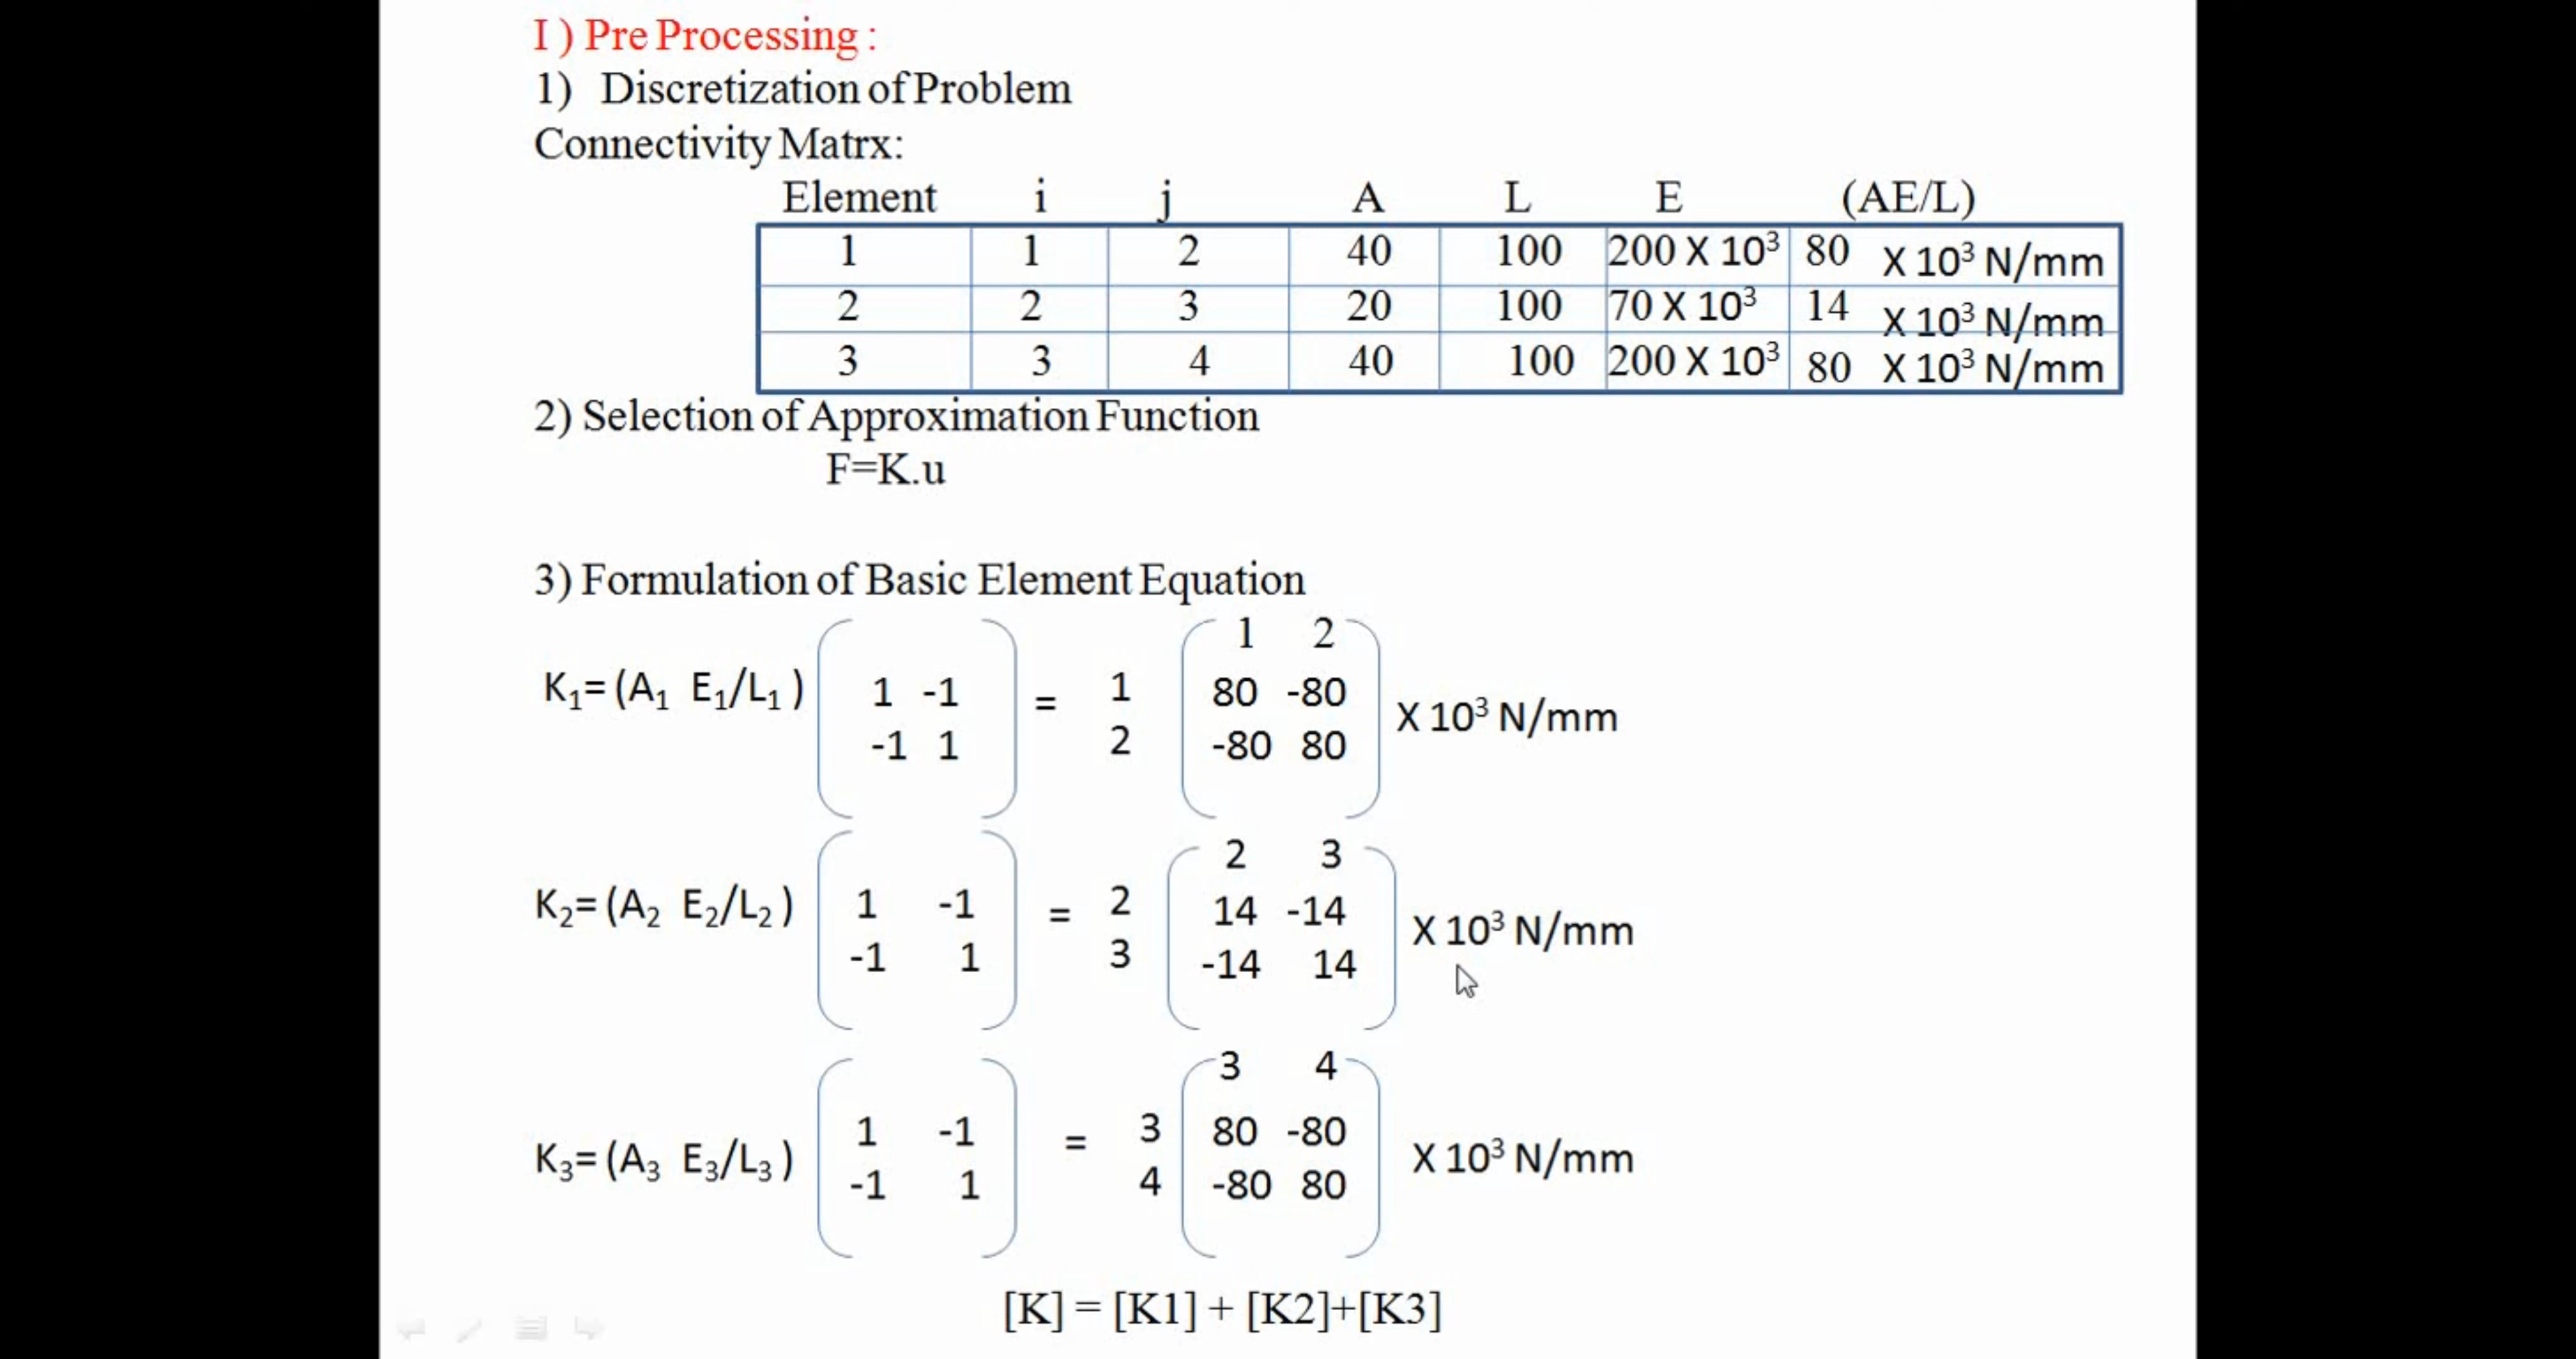 I ) Pre Processing :
1) Discretization of Problem
Connectivity Matrx:
Element i j A L E (AE/L)
1 1 2 40 100 200 X 10³ 80 X 10³ N/mm
2 2 3 20 100 70 X 10³ 14 X 10³ N/mm
3 3 4 40 100 200 X 10³ 80 X 10³ N/mm
2) Selection of Approximation Function
F=K.u
3) Formulation of Basic Element Equation
1 2
K₁= (A₁ E₁/L₁ ) 1 -1 = 1 80 -80 X 10³ N/mm
-1 1 2 -80 80
2 3
K₂= (A₂ E₂/L₂ ) 1 -1 = 2 14 -14 X 10³ N/mm
-1 1 3 -14 14
3 4
K₃= (A₃ E₃/L₃ ) 1 -1 = 3 80 -80 X 10³ N/mm
-1 1 4 -80 80
[K] = [K1] + [K2]+[K3]